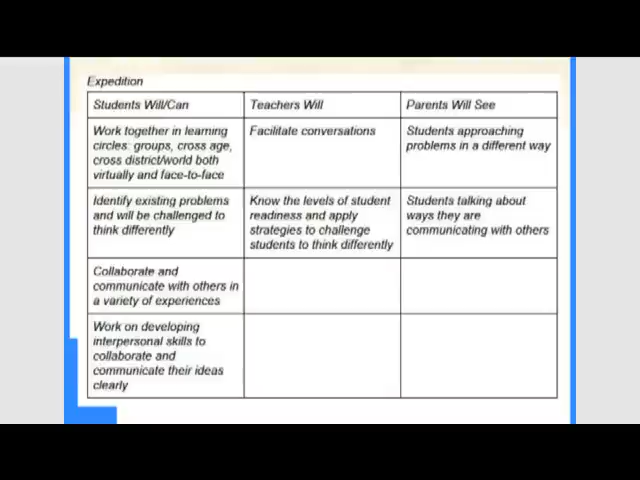 Expedition
Students Will/Can
Teachers Will
Parents Will See
Work together in learning
circles: groups, cross age,
cross district/world both
virtually and face-to-face
Facilitate conversations
Students approaching
problems in a different way
Identify existing problems
and will be challenged to
think differently
Know the levels of student
readiness and apply
strategies to challenge
students to think differently
Students talking about
ways they are
communicating with others
Collaborate and
communicate with others in
a variety of experiences
Work on developing
interpersonal skills to
collaborate and
communicate their ideas
clearly